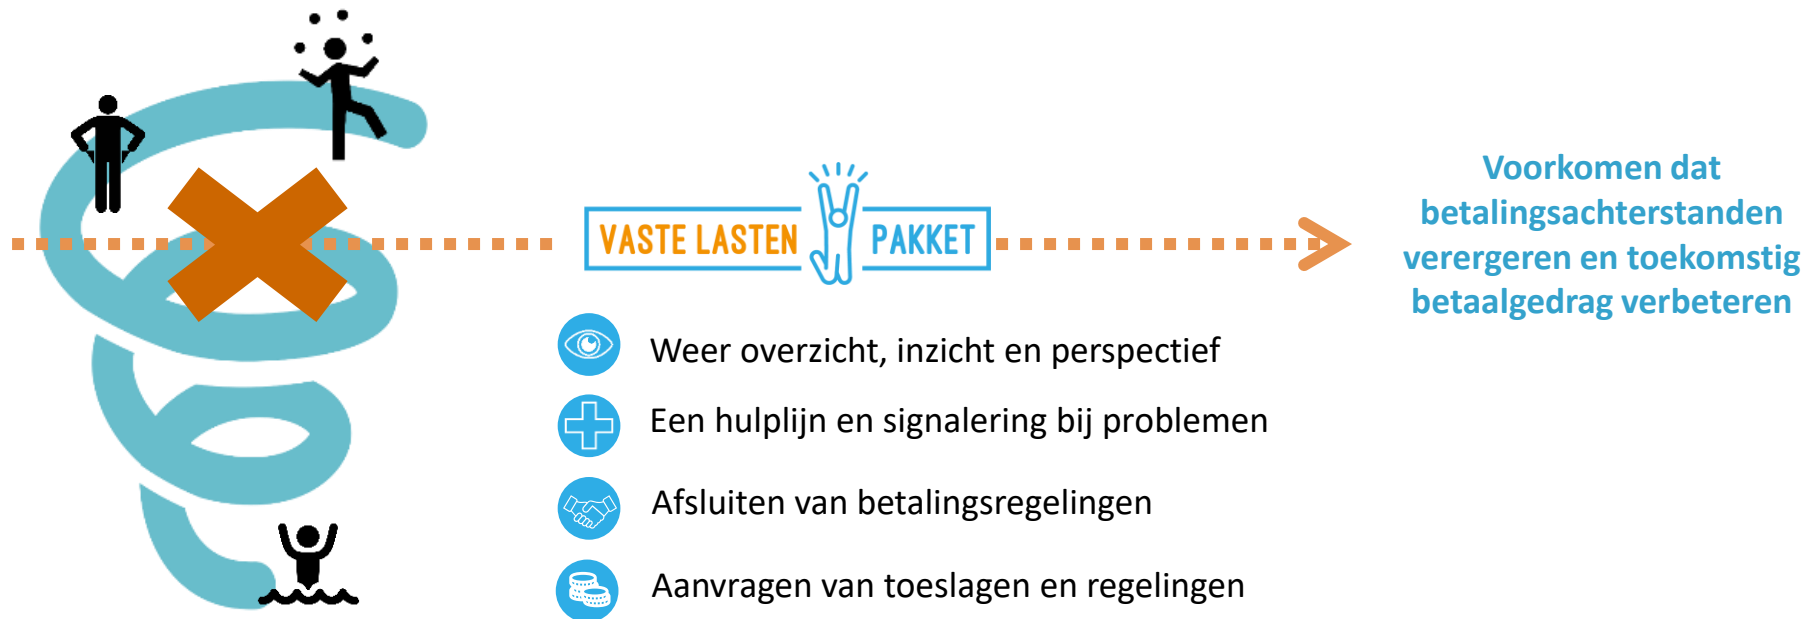 VASTE LASTEN PAKKET
Voorkomen dat
betalingsachterstanden
verergeren en toekomstig
betaalgedrag verbeteren
Weer overzicht, inzicht en perspectief
Een hulplijn en signalering bij problemen
Afsluiten van betalingsregelingen
Aanvragen van toeslagen en regelingen